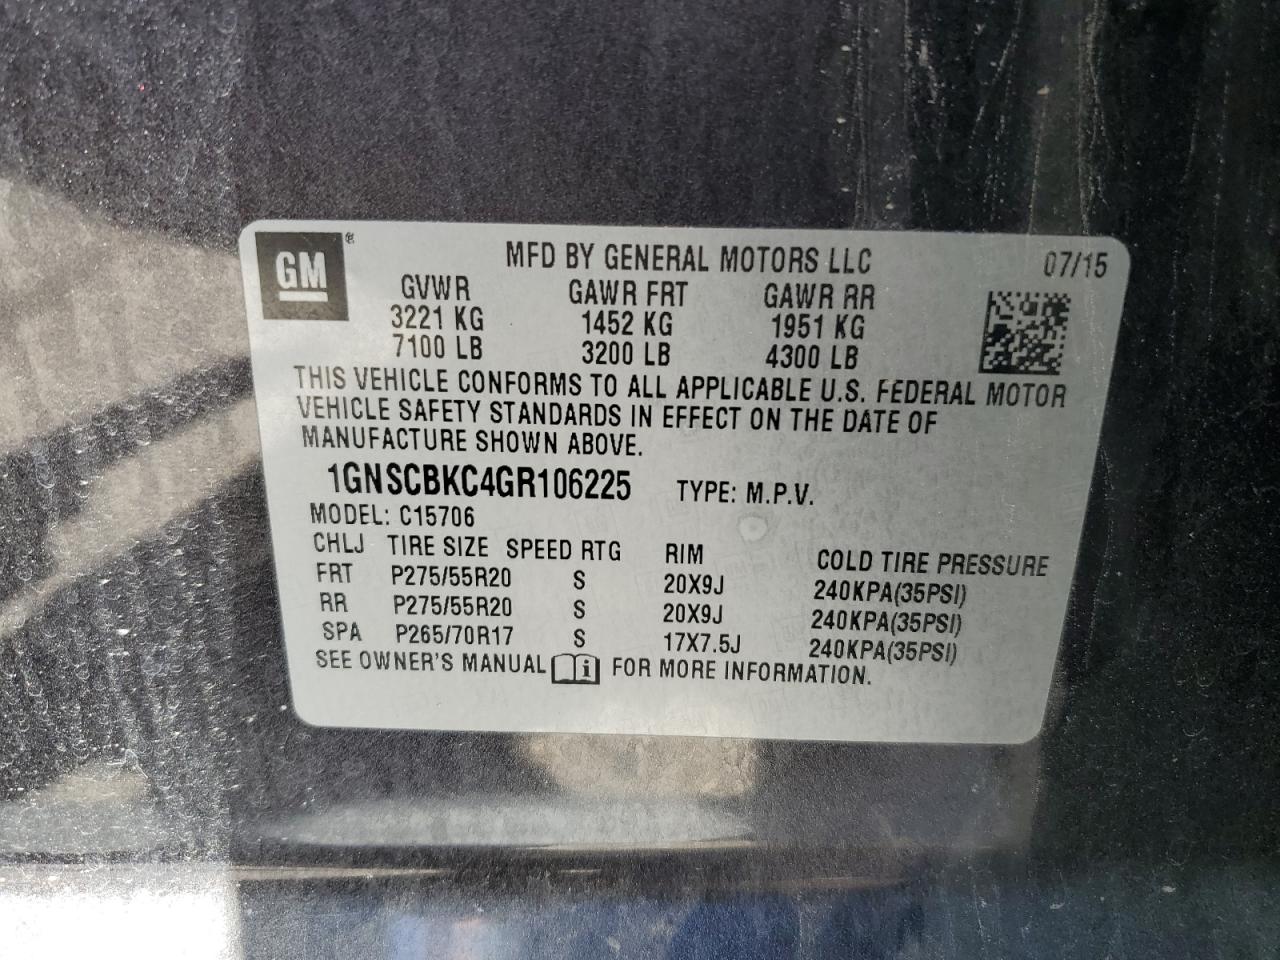 GM ®
MFD BY GENERAL MOTORS LLC 07/15
GVWR GAWR FRT GAWR RR
3221 KG 1452 KG 1951 KG
7100 LB 3200 LB 4300 LB
THIS VEHICLE CONFORMS TO ALL APPLICABLE U.S. FEDERAL MOTOR
VEHICLE SAFETY STANDARDS IN EFFECT ON THE DATE OF
MANUFACTURE SHOWN ABOVE.
1GNSCBKC4GR106225 TYPE: M.P.V.
MODEL: C15706
CHLJ TIRE SIZE SPEED RTG RIM COLD TIRE PRESSURE
FRT P275/55R20 S 20X9J 240KPA(35PSI)
RR P275/55R20 S 20X9J 240KPA(35PSI)
SPA P265/70R17 S 17X7.5J 240KPA(35PSI)
SEE OWNER'S MANUAL i FOR MORE INFORMATION.